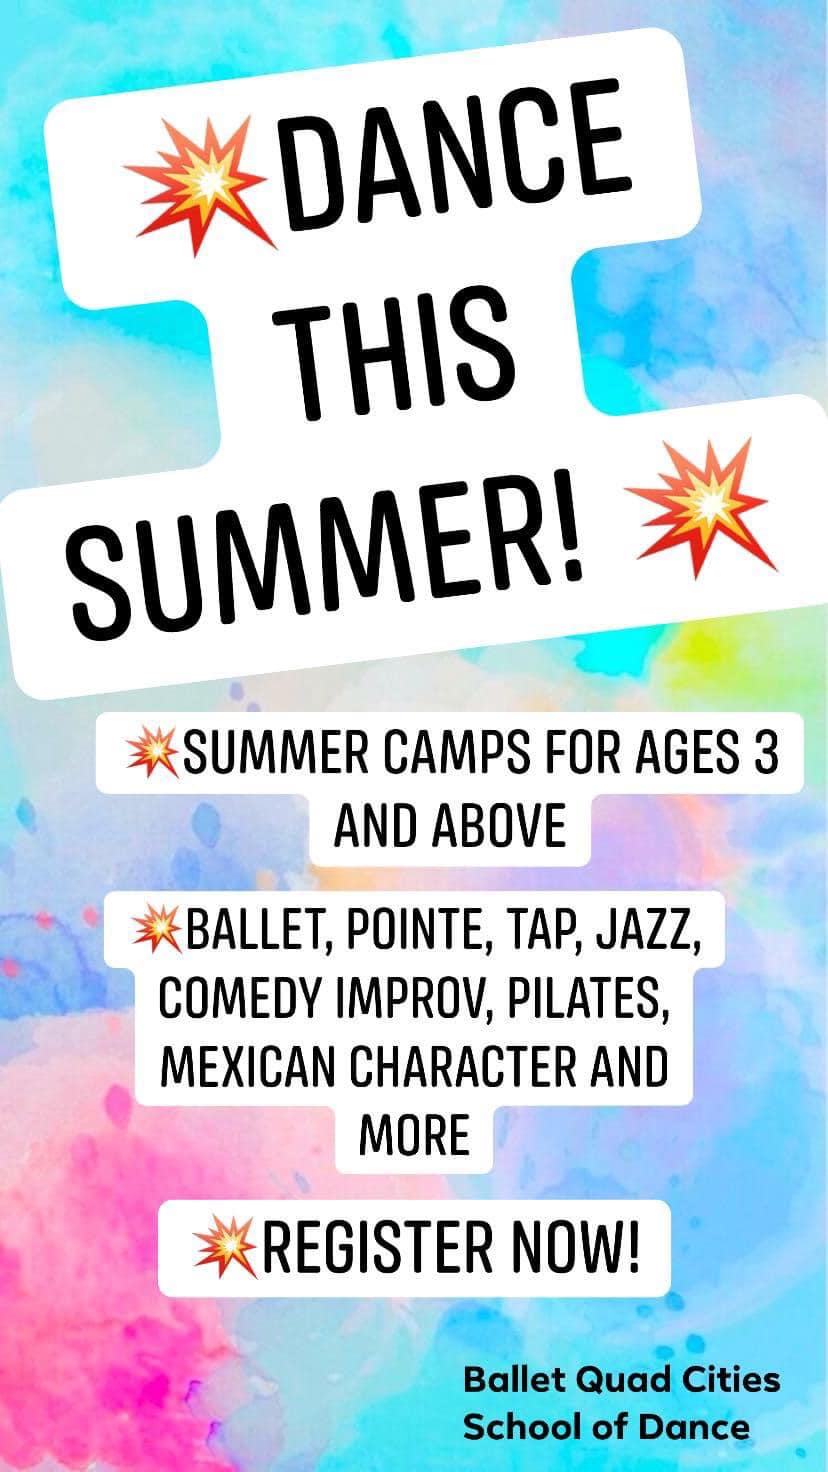 💥DANCE
THIS
SUMMER! 💥
💥SUMMER CAMPS FOR AGES 3
AND ABOVE
💥BALLET, POINTE, TAP, JAZZ,
COMEDY IMPROV, PILATES,
MEXICAN CHARACTER AND
MORE
💥REGISTER NOW!
Ballet Quad Cities
School of Dance